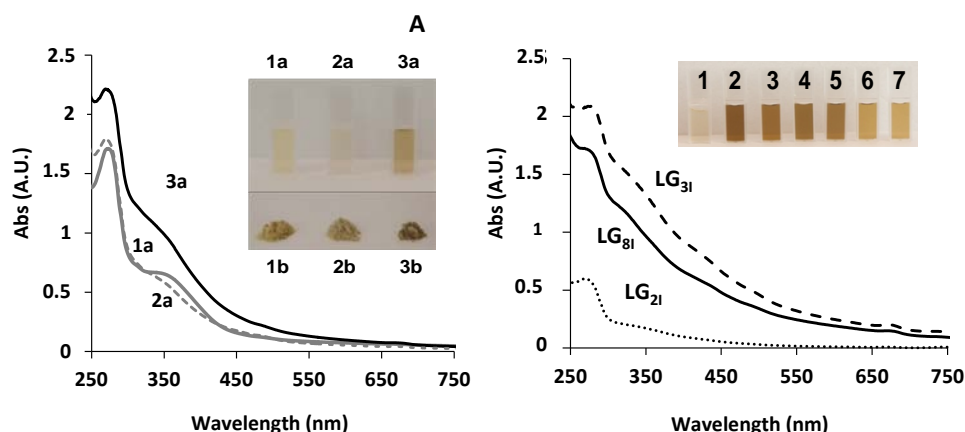 A
1a 2a 3a
1b 2b 3b
3a
1a
2a
2.5
2
1.5
1
0.5
0
250 350 450 550 650 750
Abs (A.U.)
Wavelength (nm)
1 2 3 4 5 6 7
LG3I
LG8I
LG2I
2.5
2
1.5
1
0.5
0
250 350 450 550 650 750
Abs (A.U.)
Wavelength (nm)